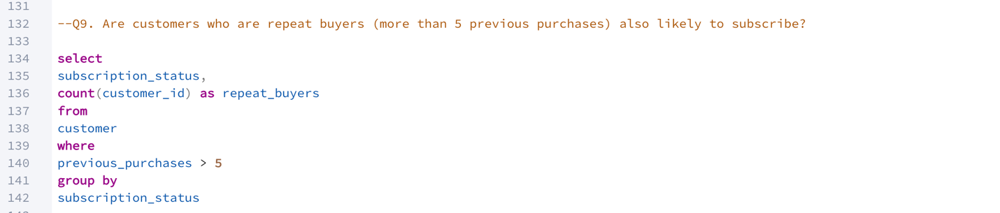 131
132 --Q9. Are customers who are repeat buyers (more than 5 previous purchases) also likely to subscribe?
133
134 select
135 subscription_status,
136 count(customer_id) as repeat_buyers
137 from
138 customer
139 where
140 previous_purchases > 5
141 group by
142 subscription_status